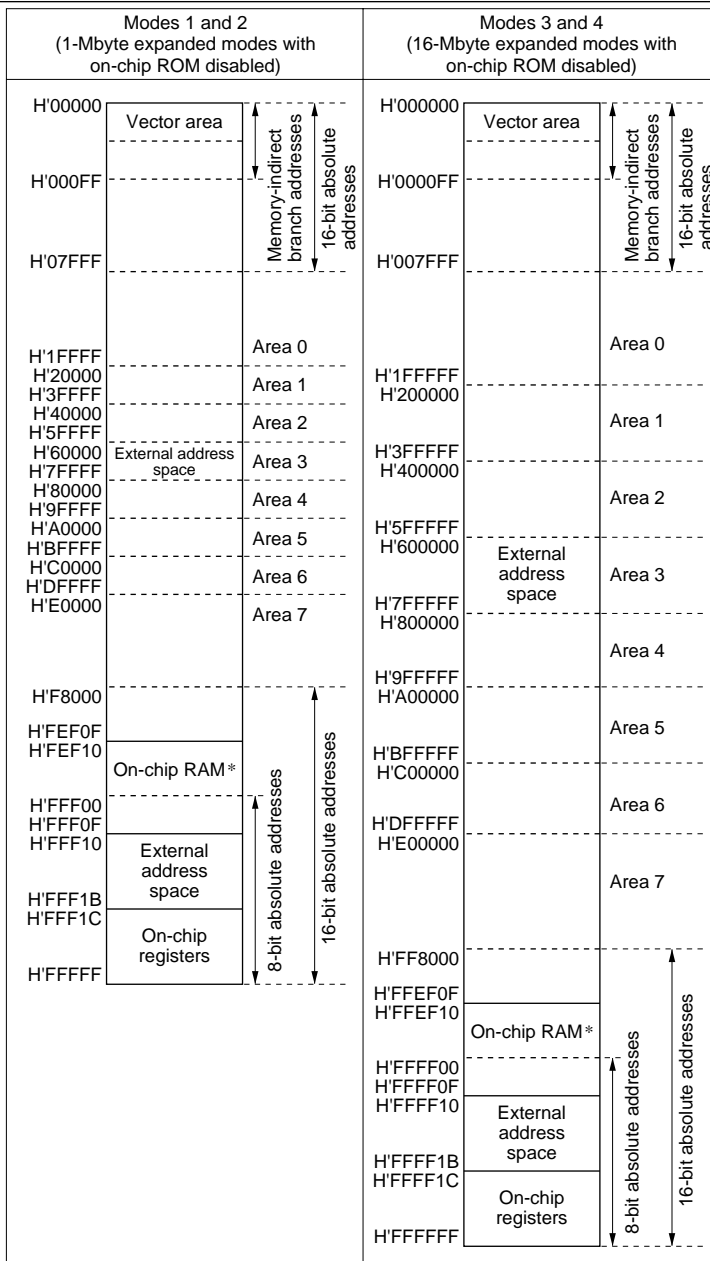 Modes 1 and 2
(1-Mbyte expanded modes with
on-chip ROM disabled)
H'00000
Vector area
H'000FF
H'07FFF
Memory-indirect
branch addresses
16-bit absolute
addresses
H'1FFFF
Area 0
H'20000
H'3FFFF
Area 1
H'40000
H'5FFFF
Area 2
H'60000
H'7FFFF
External address
space
Area 3
H'80000
H'9FFFF
Area 4
H'A0000
H'BFFFF
Area 5
H'C0000
H'DFFFF
Area 6
H'E0000
Area 7
H'F8000
H'FEF0F
H'FEF10
On-chip RAM*
H'FFF00
H'FFF0F
H'FFF10
External
address
space
H'FFF1B
H'FFF1C
On-chip
registers
H'FFFFF
8-bit absolute addresses
16-bit absolute addresses
Modes 3 and 4
(16-Mbyte expanded modes with
on-chip ROM disabled)
H'000000
Vector area
H'0000FF
H'007FFF
Memory-indirect
branch addresses
16-bit absolute
addresses
Area 0
H'1FFFFF
H'200000
Area 1
H'3FFFFF
H'400000
Area 2
H'5FFFFF
H'600000
External
address
space
Area 3
H'7FFFFF
H'800000
Area 4
H'9FFFFF
H'A00000
Area 5
H'BFFFFF
H'C00000
Area 6
H'DFFFFF
H'E00000
Area 7
H'FF8000
H'FFEF0F
H'FFEF10
On-chip RAM*
H'FFFF00
H'FFFF0F
H'FFFF10
External
address
space
H'FFFF1B
H'FFFF1C
On-chip
registers
H'FFFFFF
8-bit absolute addresses
16-bit absolute addresses